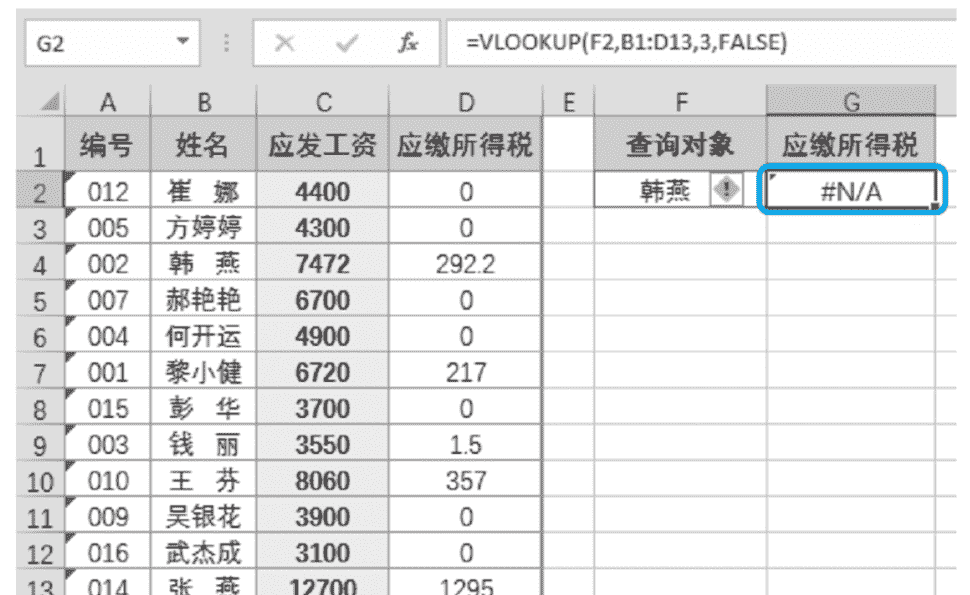 G2 fx =VLOOKUP(F2,B1:D13,3,FALSE)
A B C D E F G
1 编号 姓名 应发工资 应缴所得税 查询对象 应缴所得税
2 012 崔 娜 4400 0 韩燕 #N/A
3 005 方婷婷 4300 0
4 002 韩 燕 7472 292.2
5 007 郝艳艳 6700 0
6 004 何开运 4900 0
7 001 黎小健 6720 217
8 015 彭 华 3700 0
9 003 钱 丽 3550 1.5
10 010 王 芬 8060 357
11 009 吴银花 3900 0
12 016 武杰成 3100 0
13 014 张 燕 12700 1295